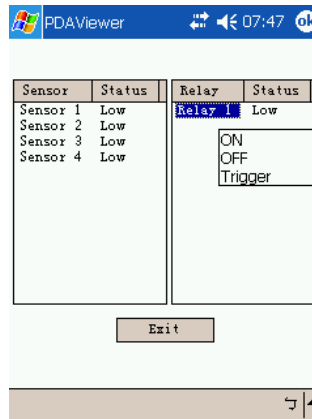 PDAViewer 07:47 ok
Sensor Status Relay Status
Sensor 1 Low Relay 1 Low
Sensor 2 Low
Sensor 3 Low
Sensor 4 Low
ON
OFF
Trigger
Exit